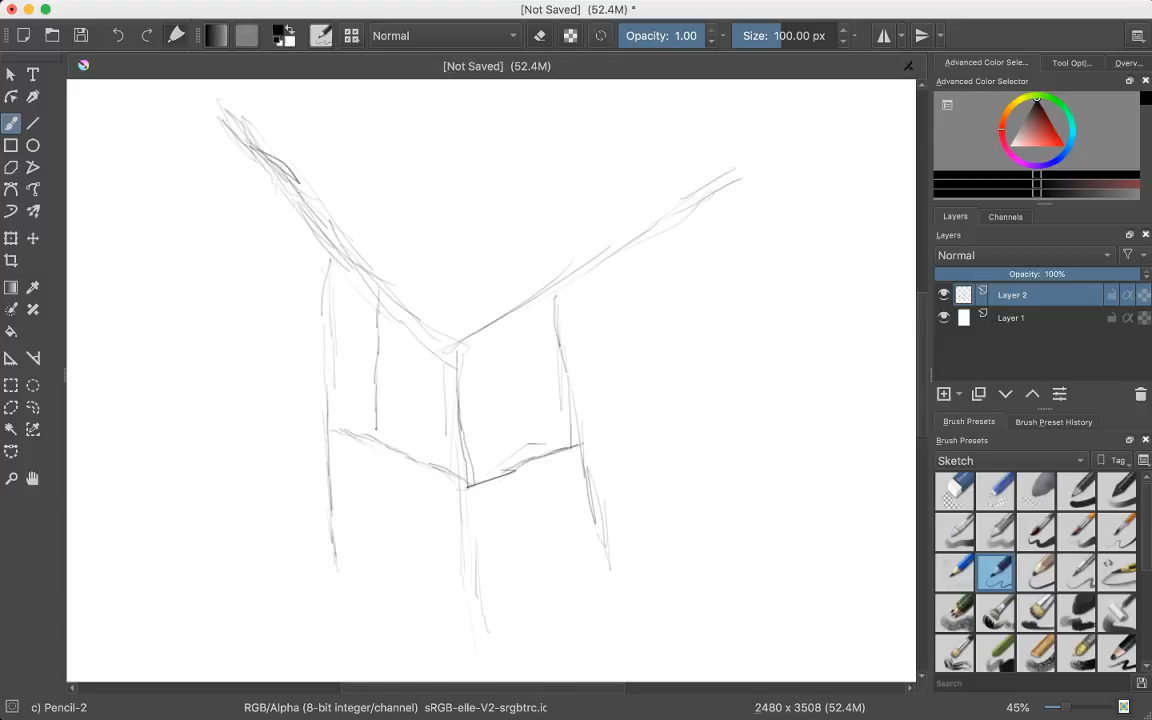 [Not Saved]  (52.4M) *
Normal
Opacity: 1.00
Size: 100.00 px
[Not Saved]  (52.4M)
Advanced Color Sele...
Tool Opti...
Overv...
Advanced Color Selector
Layers
Channels
Layers
Normal
Opacity: 100%
Layer 2
Layer 1
Brush Presets
Brush Preset History
Brush Presets
Sketch
Tag
Search
c) Pencil-2
RGB/Alpha (8-bit integer/channel)  sRGB-elle-V2-srgbtrc.ic
2480 x 3508 (52.4M)
45%